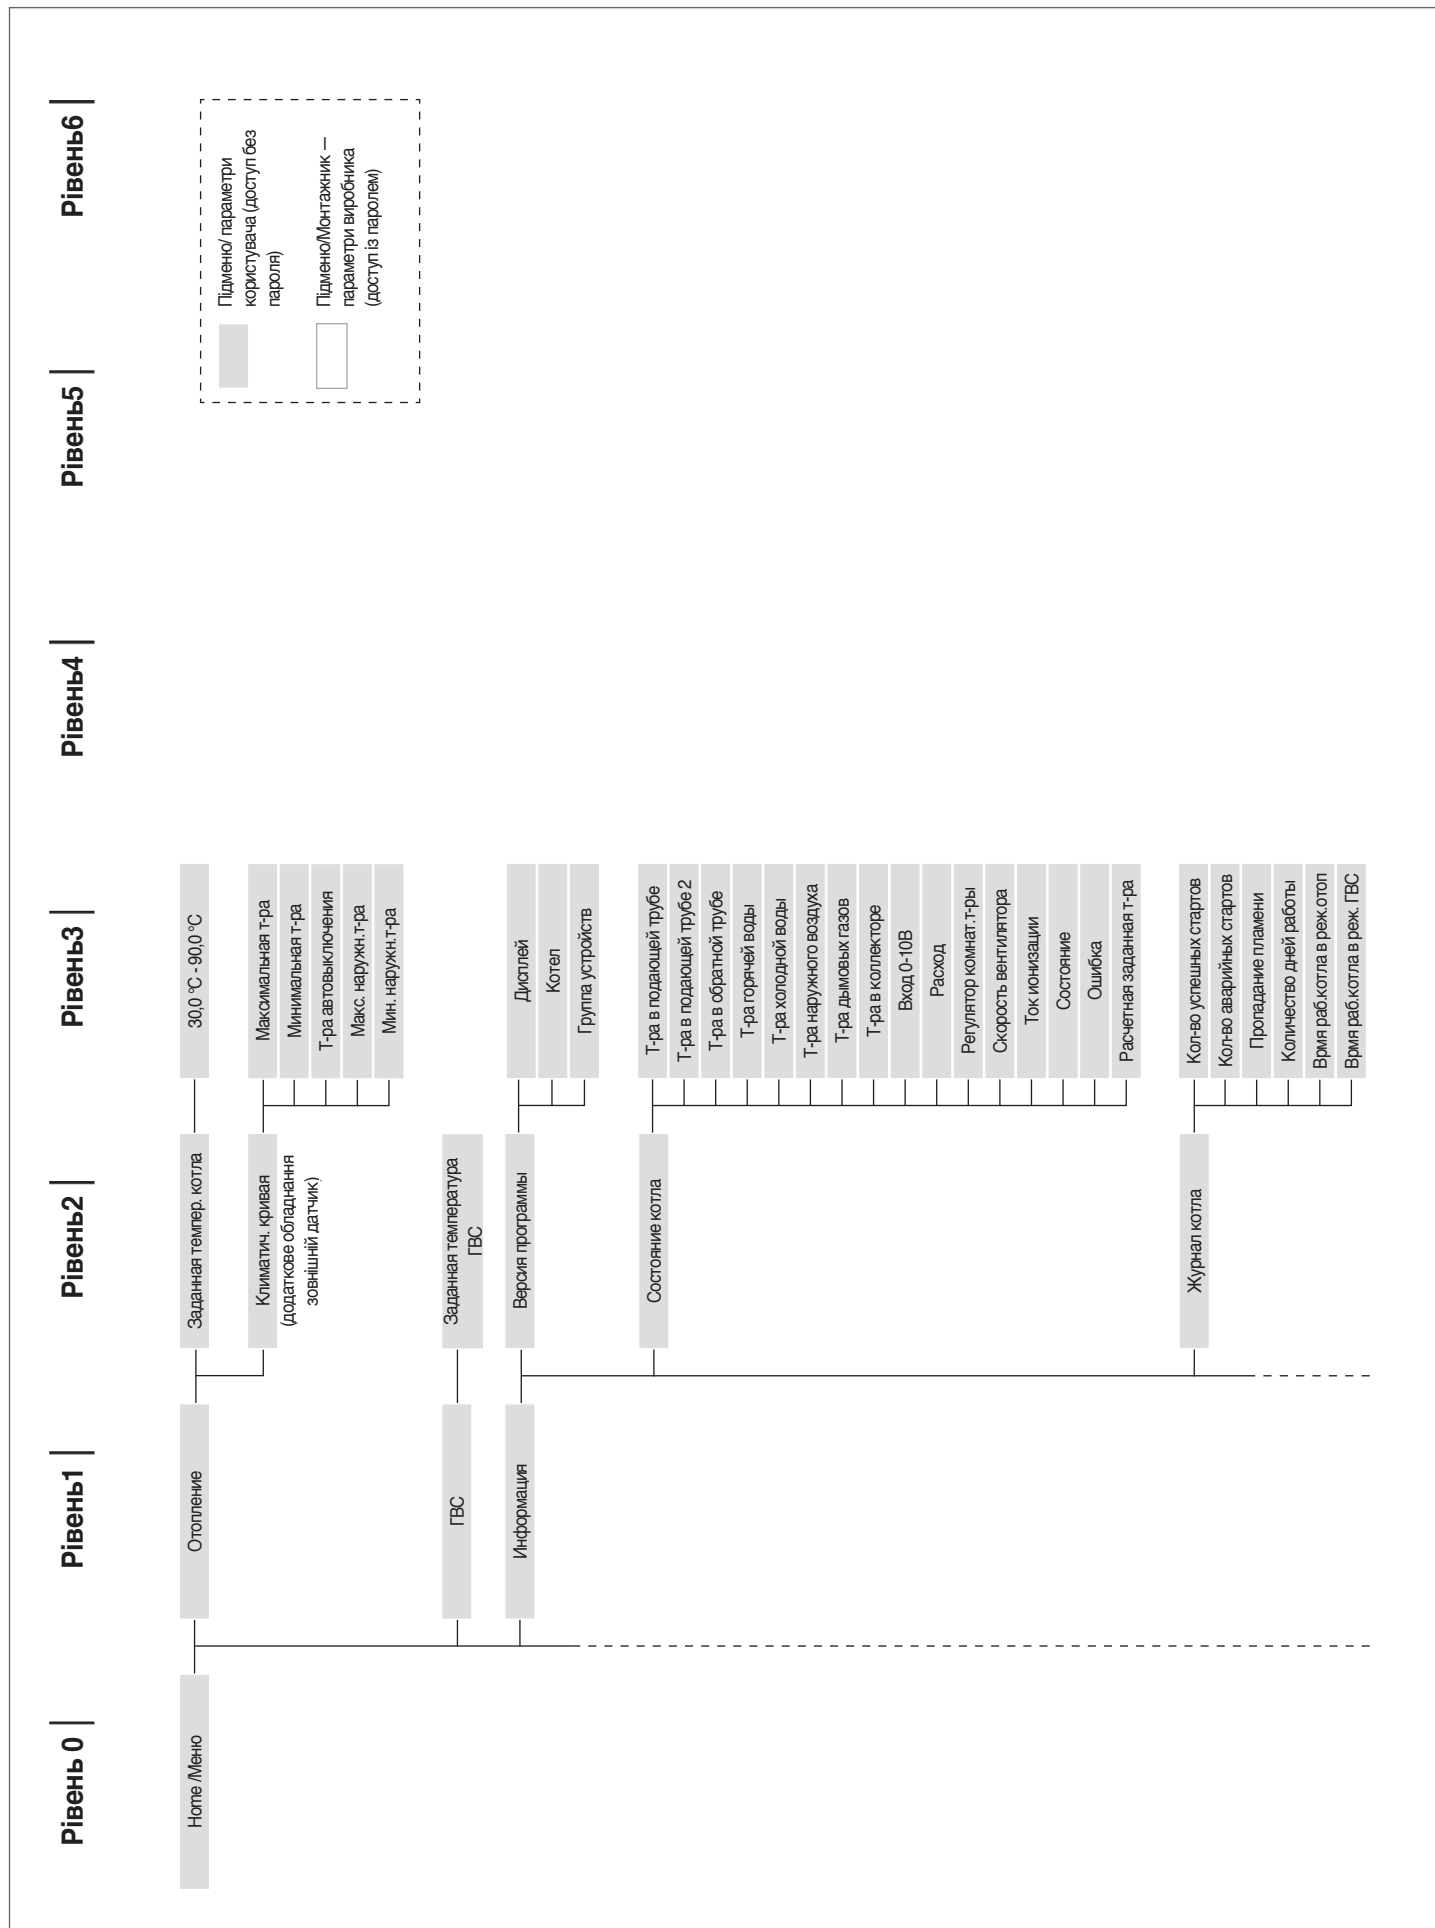 Рівень 0
Рівень1
Рівень2
Рівень3
Рівень4
Рівень5
Рівень6
Підменю/ параметри
користувача (доступ без
пароля)
Підменю/Монтажник —
параметри виробника
(доступ із паролем)
Home /Меню
Отопление
Заданная темпер. котла
30,0 °C - 90,0 °C
Климатич. кривая
(додаткове обладнання
зовнішній датчик)
Максимальная т-ра
Минимальная т-ра
Т-ра автовыключения
Макс. наружн.т-ра
Мин. наружн.т-ра
ГВС
Заданная температура
ГВС
Информация
Версия программы
Дисплей
Котел
Группа устройств
Состояние котла
Т-ра в подающей трубе
Т-ра в подающей трубе 2
Т-ра в обратной трубе
Т-ра горячей воды
Т-ра холодной воды
Т-ра наружного воздуха
Т-ра дымовых газов
Т-ра в коллекторе
Вход 0-10В
Расход
Регулятор комнат.т-ры
Скорость вентилятора
Ток ионизации
Состояние
Ошибка
Расчетная заданная т-ра
Журнал котла
Кол-во успешных стартов
Кол-во аварийных стартов
Пропадание пламени
Количество дней работы
Врмя раб.котла в реж.отоп
Врмя раб.котла в реж. ГВС